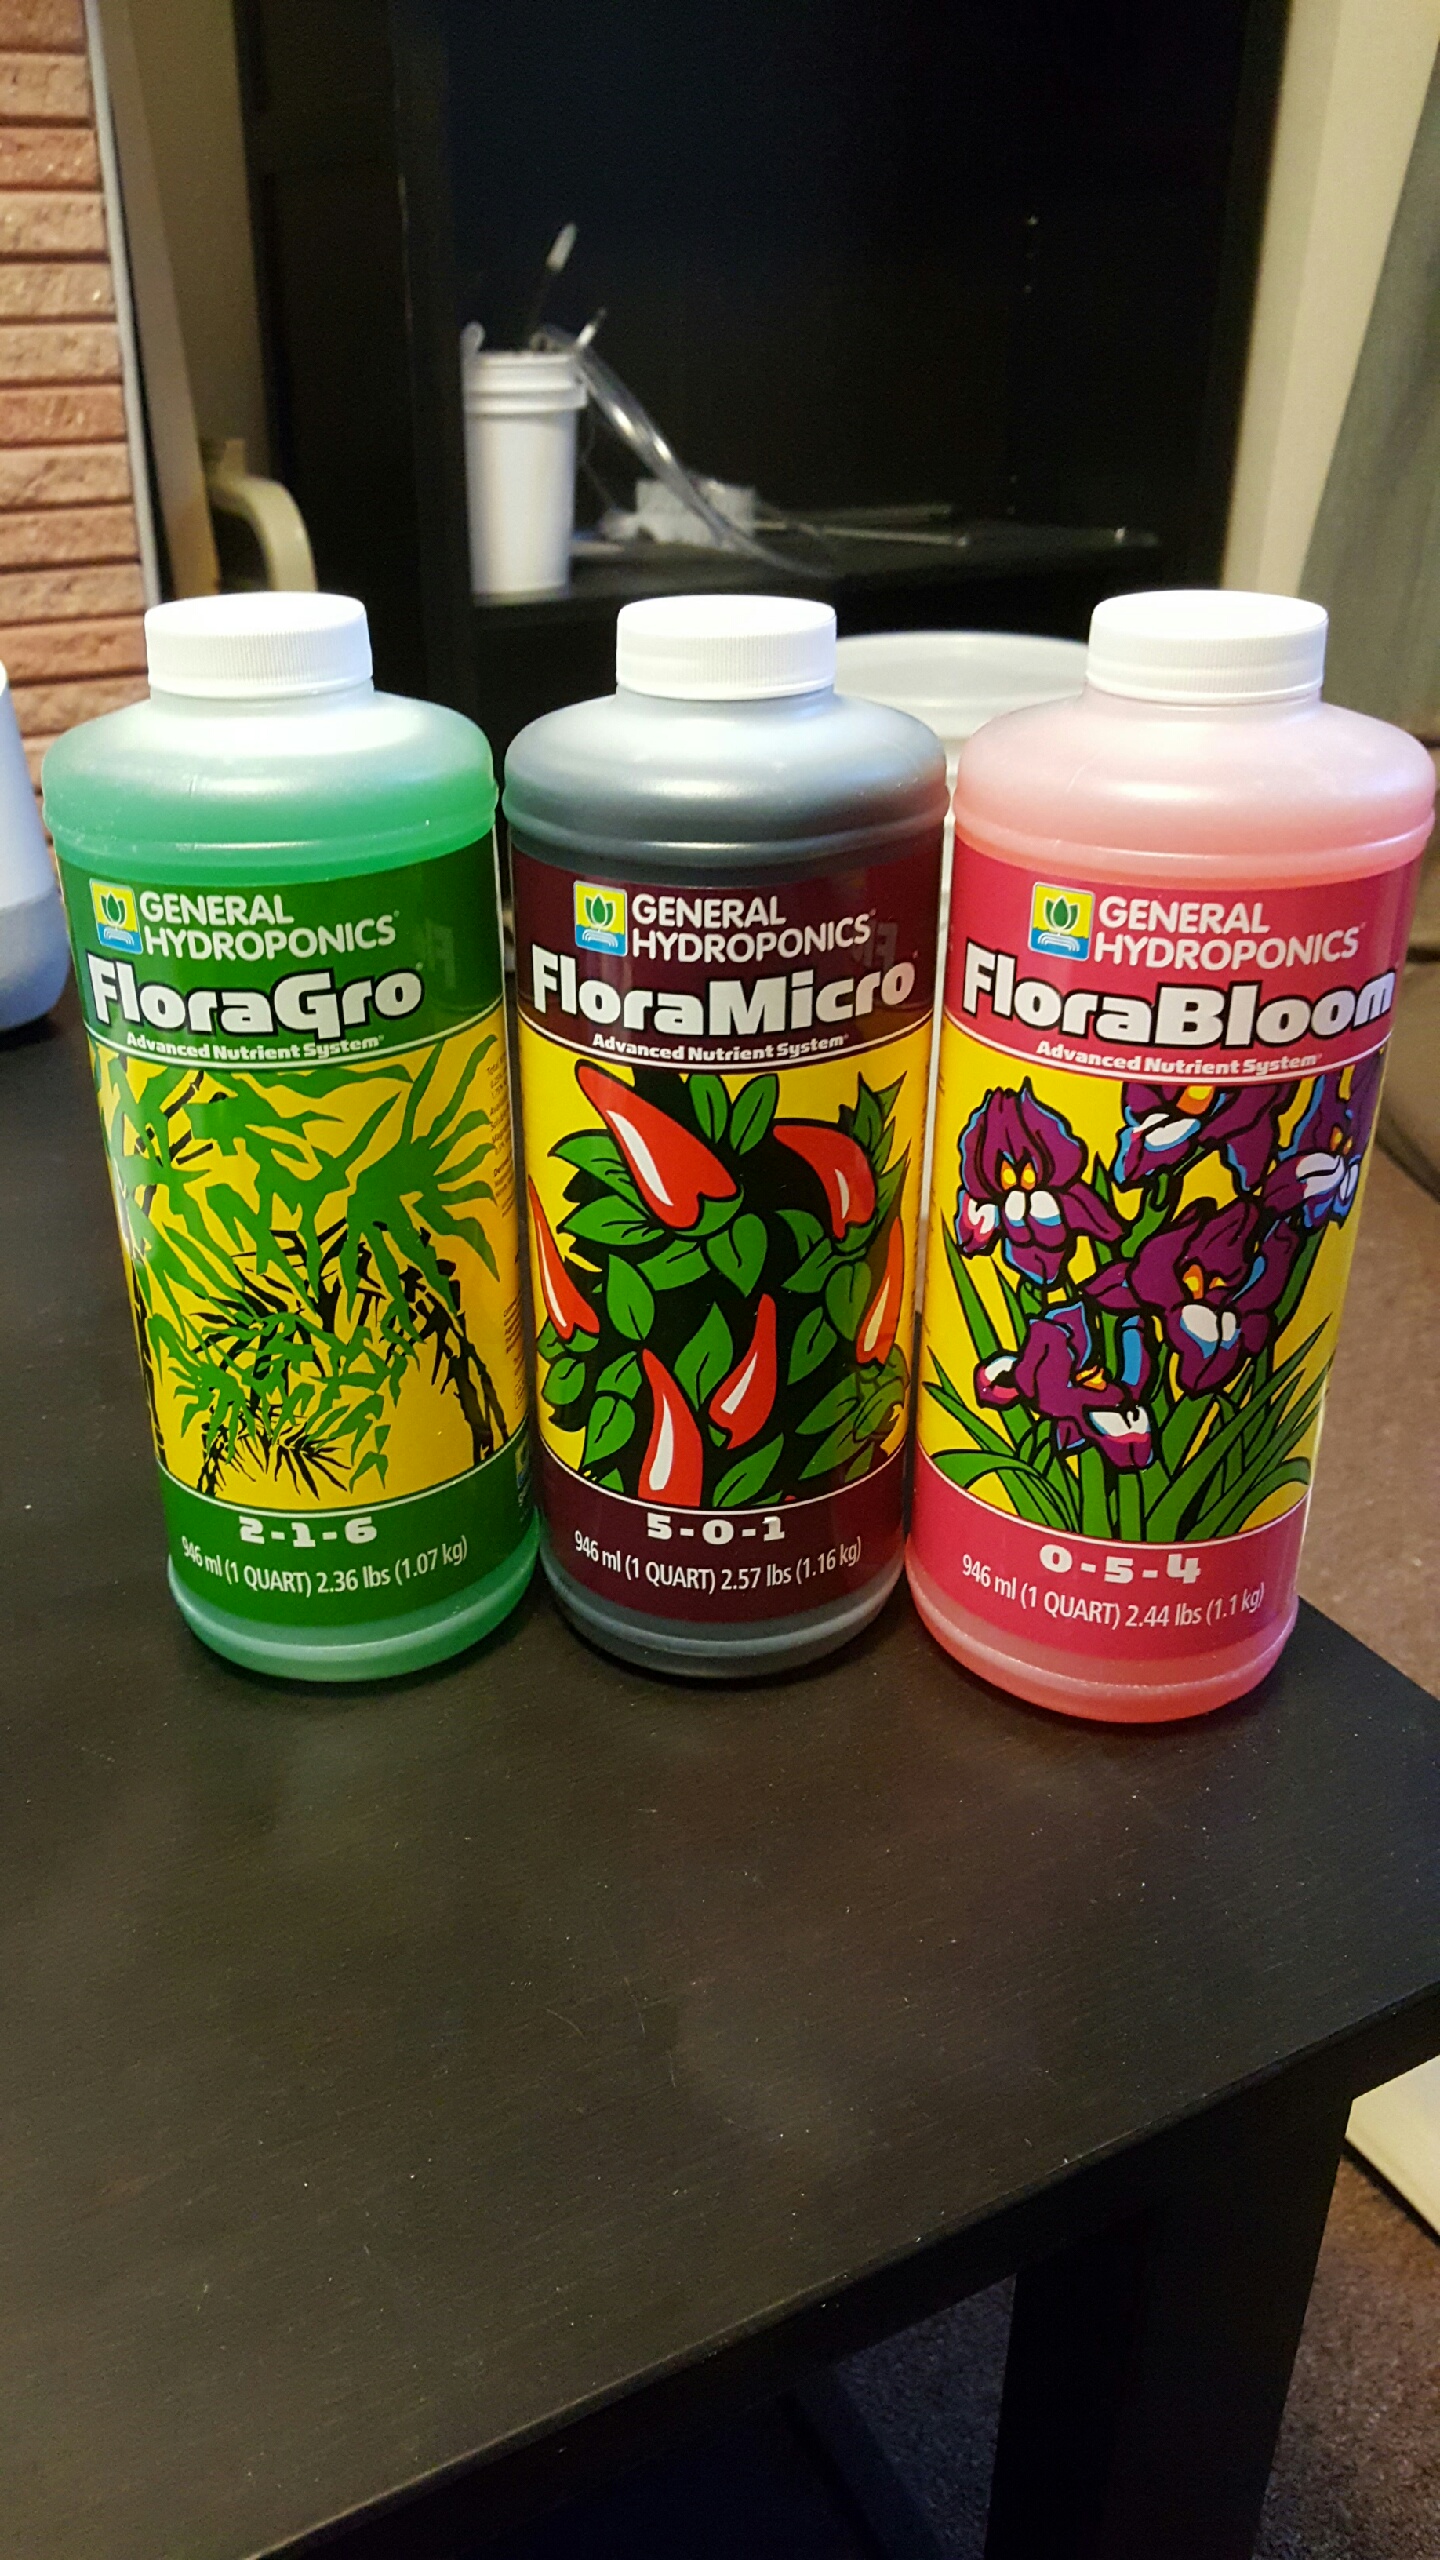 GENERAL
HYDROPONICS
FloraGro
Advanced Nutrient System
2-1-6
946 ml (1 QUART) 2.36 lbs (1.07 kg)
GENERAL
HYDROPONICS
FloraMicro
Advanced Nutrient System
5-0-1
946 ml (1 QUART) 2.57 lbs (1.16 kg)
GENERAL
HYDROPONICS
FloraBloom
Advanced Nutrient System
0-5-4
946 ml (1 QUART) 2.44 lbs (1.1 kg)